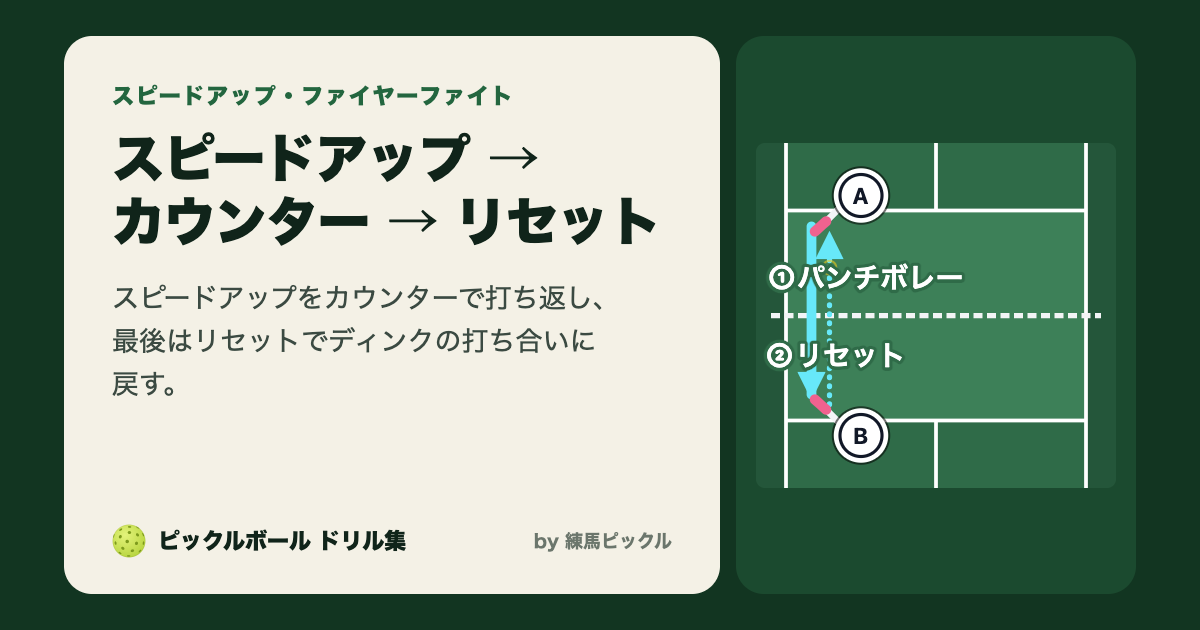 スピードアップ・ファイヤーファイト
スピードアップ →
カウンター → リセット
スピードアップをカウンターで打ち返し、
最後はリセットでディンクの打ち合いに
戻す。
ピックルボール ドリル集
by 練馬ピックル
A
①パンチボレー
②リセット
B